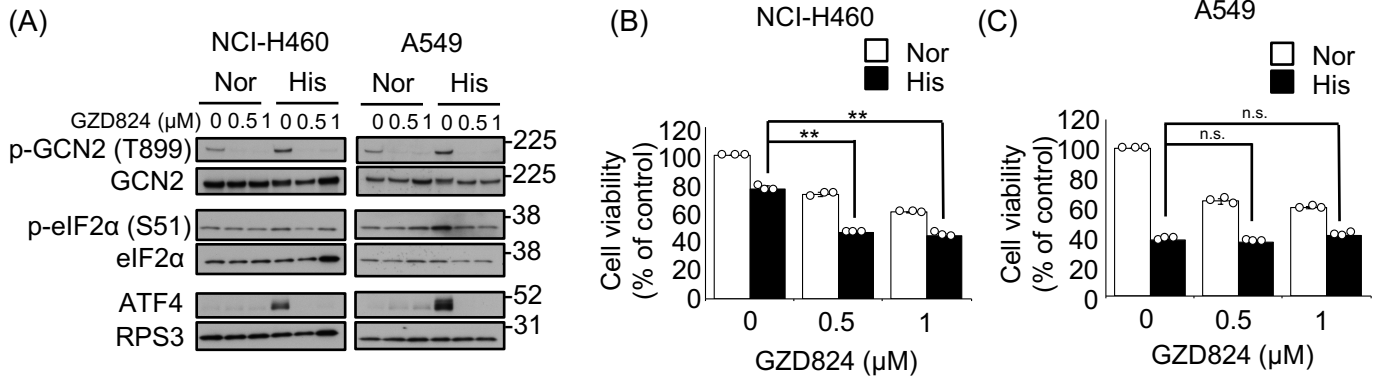 (A)
NCI-H460 A549
Nor His Nor His
GZD824 (μM) 0 0.5 1 0 0.5 1 0 0.5 1 0 0.5 1
p-GCN2 (T899) -225
GCN2 -225
p-eIF2α (S51) -38
eIF2α -38
ATF4 -52
RPS3 -31
(B)
NCI-H460
Nor
His
**
**
Cell viability
(% of control)
120
100
80
60
40
20
0
0 0.5 1
GZD824 (μM)
(C)
A549
Nor
His
n.s.
n.s.
Cell viability
(% of control)
120
100
80
60
40
20
0
0 0.5 1
GZD824 (μM)